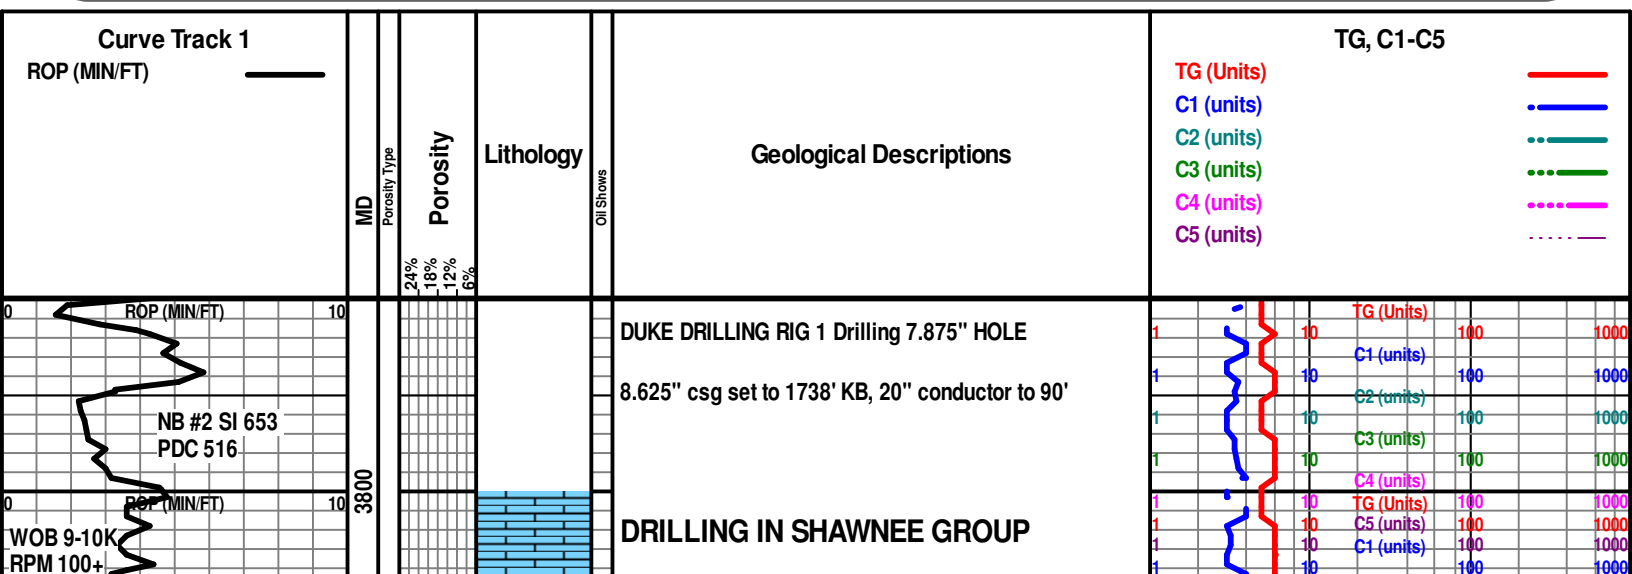 Curve Track 1
ROP (MIN/FT)
MD
Porosity Type
Porosity
24%
18%
12%
6%
Lithology
Oil Shows
Geological Descriptions
TG, C1-C5
TG (Units)
C1 (units)
C2 (units)
C3 (units)
C4 (units)
C5 (units)
0 ROP (MIN/FT) 10
NB #2 SI 653
PDC 516
0 ROP (MIN/FT) 10
WOB 9-10K
RPM 100+
3800
DUKE DRILLING RIG 1 Drilling 7.875" HOLE
8.625" csg set to 1738' KB, 20" conductor to 90'
DRILLING IN SHAWNEE GROUP
TG (Units)
1 10 100 1000
C1 (units)
1 10 100 1000
C2 (units)
1 10 100 1000
C3 (units)
1 10 100 1000
C4 (units)
1 10 100 1000
TG (Units)
1 10 100 1000
C5 (units)
1 10 100 1000
C1 (units)
1 10 100 1000